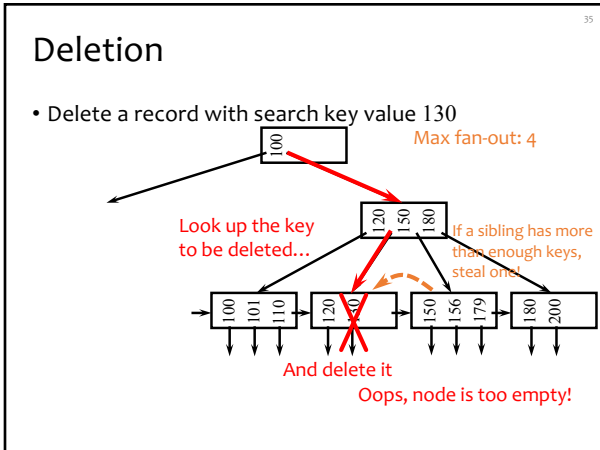 35
Deletion
• Delete a record with search key value 130
Max fan-out: 4
100
Look up the key
to be deleted…
120 150 180
If a sibling has more
than enough keys,
steal one!
100 101 110 120 130 150 156 179 180 200
And delete it
Oops, node is too empty!